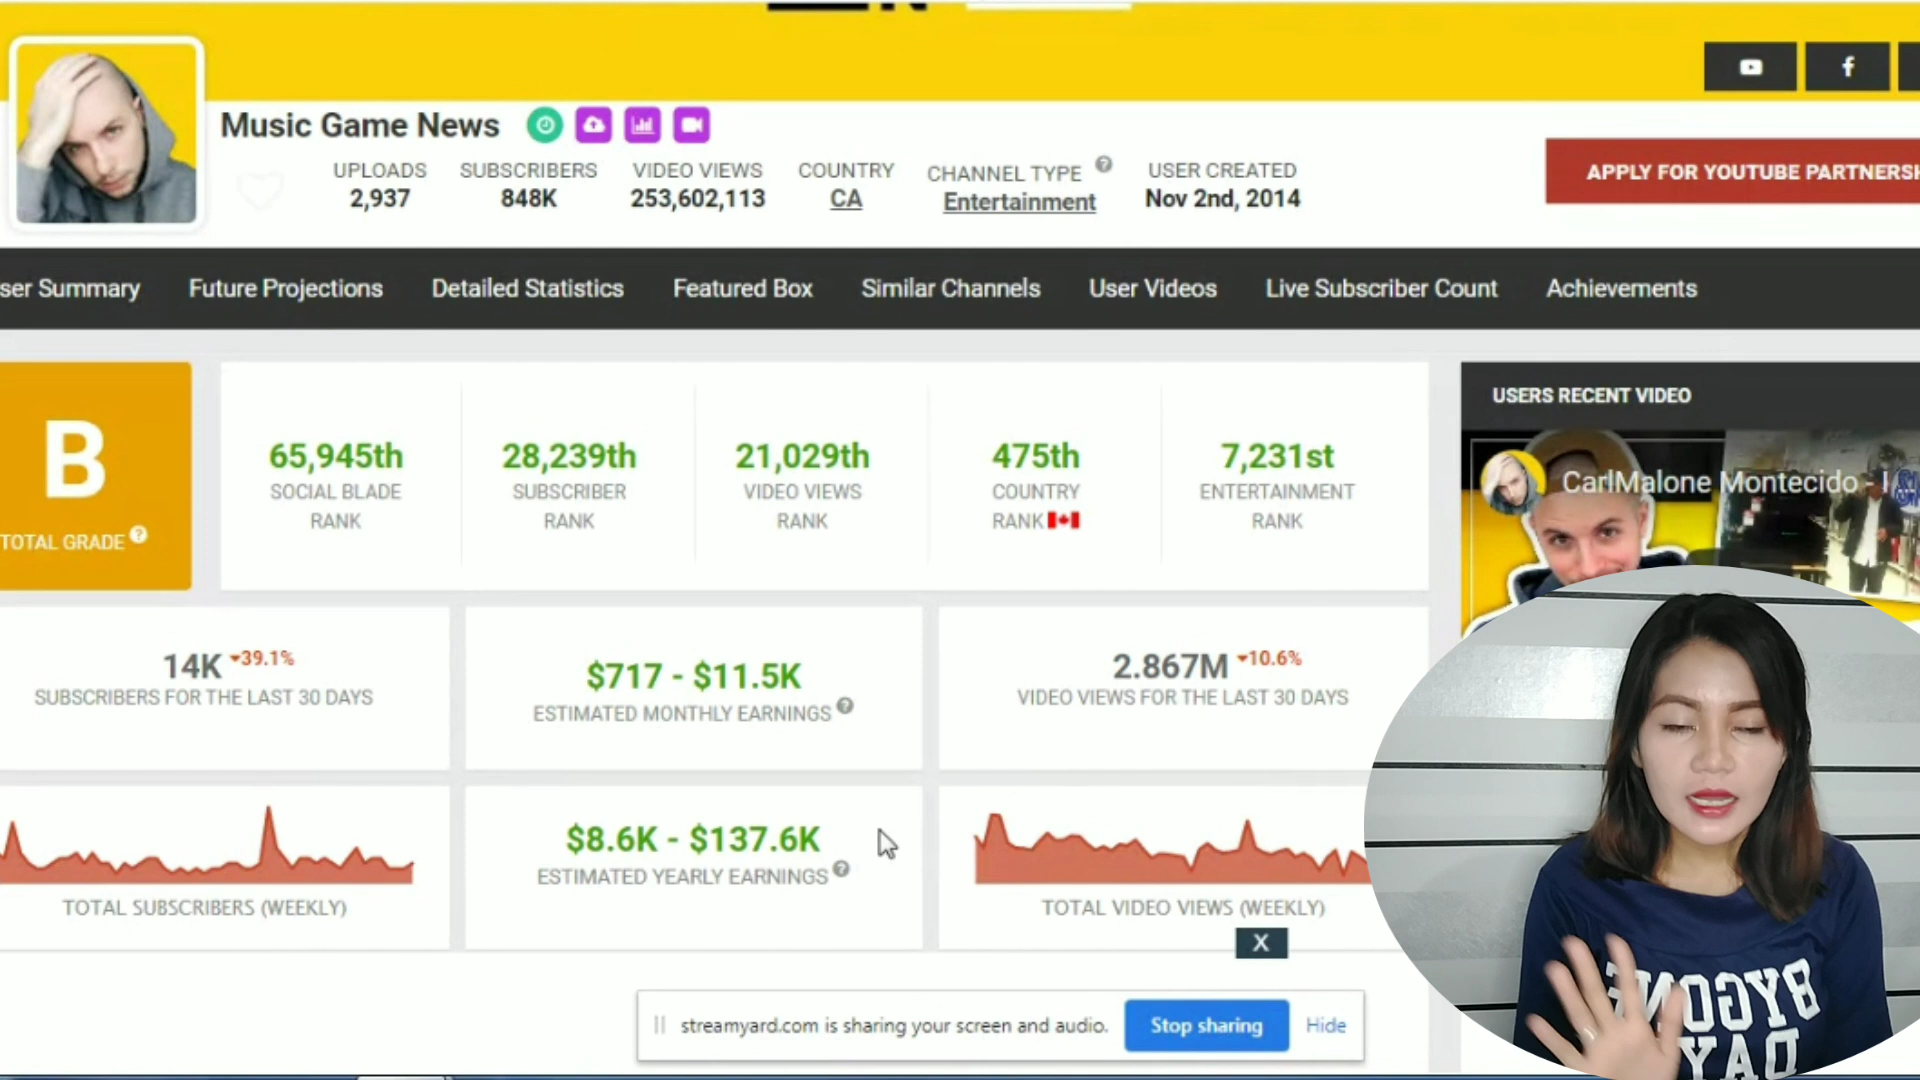 Music Game News
UPLOADS SUBSCRIBERS VIDEO VIEWS COUNTRY CHANNEL TYPE USER CREATED
2,937 848K 253,602,113 CA Entertainment Nov 2nd, 2014
APPLY FOR YOUTUBE PARTNERSH
ser Summary Future Projections Detailed Statistics Featured Box Similar Channels User Videos Live Subscriber Count Achievements
B
TOTAL GRADE
65,945th 28,239th 21,029th 475th 7,231st
SOCIAL BLADE SUBSCRIBER VIDEO VIEWS COUNTRY ENTERTAINMENT
RANK RANK RANK RANK RANK
USERS RECENT VIDEO
CarlMalone Montecido - I
14K 39.1%
SUBSCRIBERS FOR THE LAST 30 DAYS
$717 - $11.5K
ESTIMATED MONTHLY EARNINGS
2.867M 10.6%
VIDEO VIEWS FOR THE LAST 30 DAYS
TOTAL SUBSCRIBERS (WEEKLY)
$8.6K - $137.6K
ESTIMATED YEARLY EARNINGS
TOTAL VIDEO VIEWS (WEEKLY)
X
streamyard.com is sharing your screen and audio. Stop sharing Hide
BYGONE
DAY